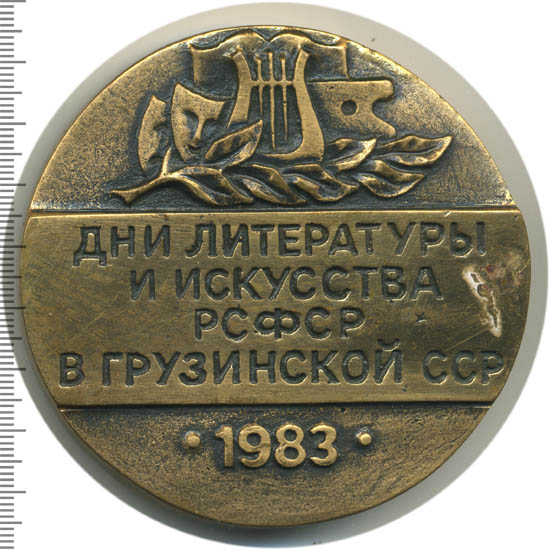 ДНИ ЛИТЕРАТУРЫ
И ИСКУССТВА
РСФСР
В ГРУЗИНСКОЙ ССР
· 1983 ·